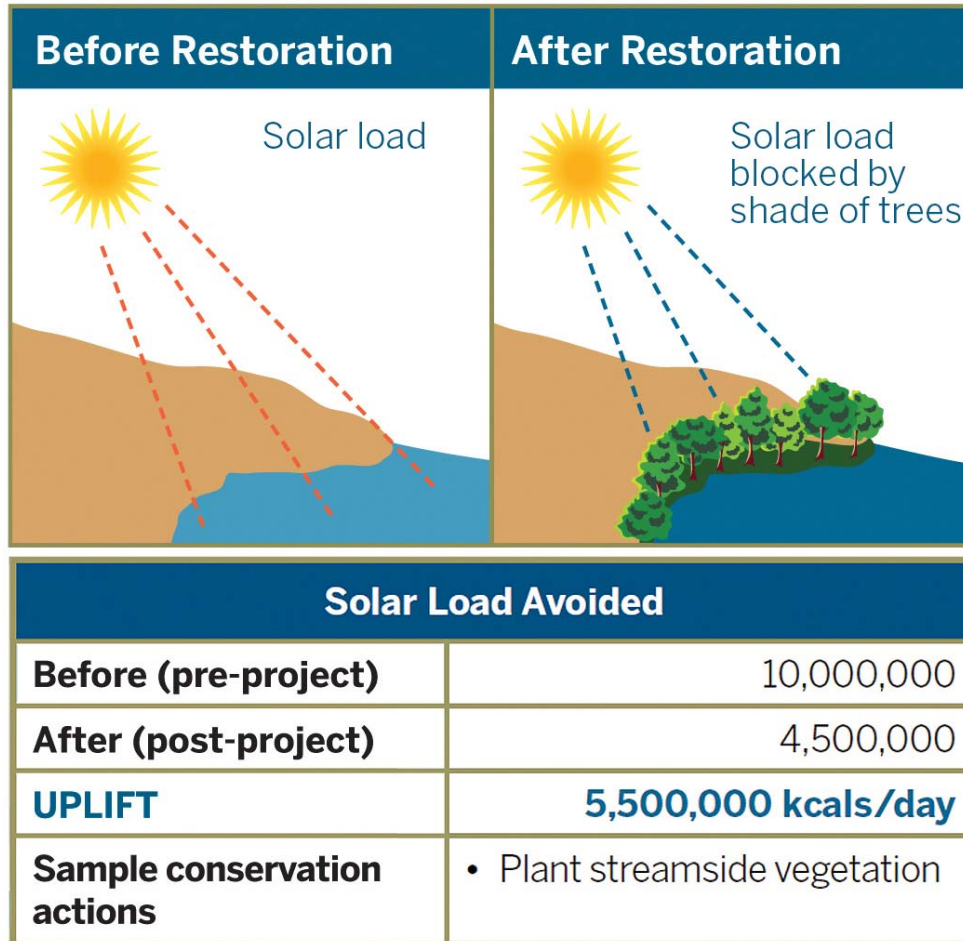 Before Restoration
After Restoration
Solar load
Solar load
blocked by
shade of trees
Solar Load Avoided
Before (pre-project) 10,000,000
After (post-project) 4,500,000
UPLIFT 5,500,000 kcals/day
Sample conservation
actions
• Plant streamside vegetation